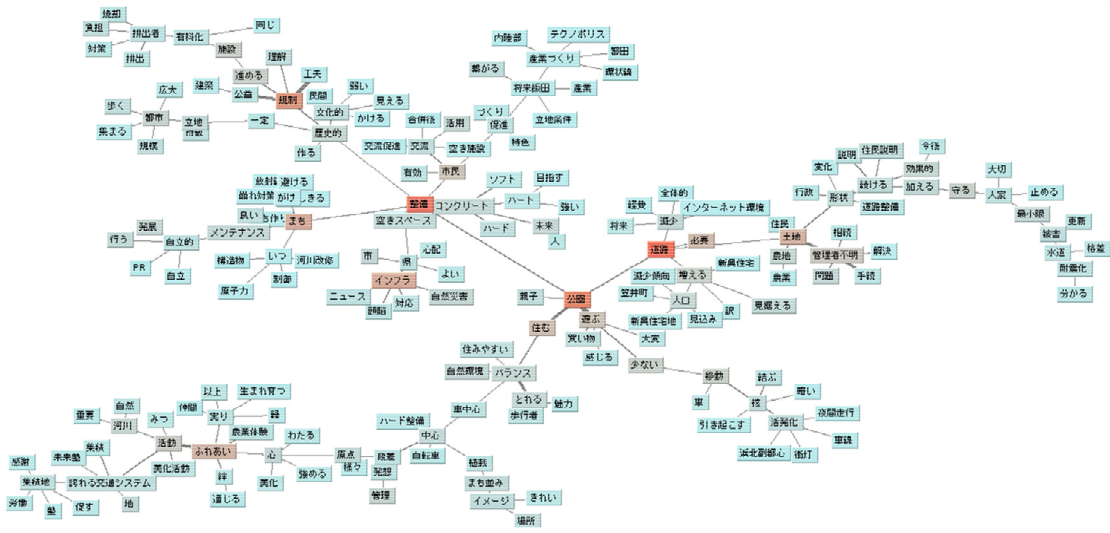 施却
負担
排出者
有料化
同じ
対策
排出
施設
理解
進める
工夫
建築
公益
規制
民間
弱い
見える
文化的
かける
歩く
広大
都市
立地
一定
集まる
規模
歴史的
作る
内陸部
テクノポリス
産業づくり
都田
環状線
繋がる
将来飯田
産業
づくり
促進
立地条件
特色
合併後
活用
交流促進
交流
空き施設
有効
市民
整備
コンクリート
ソフト
目指す
ハート
強い
ハード
未来
人
空きスペース
避ける
崩れ対策
まち
良い
メンテナンス
発展
行う
自立的
PR
自立
いつ
構造物
河川改修
制御
原子力
市
県
心配
よい
インフラ
ニュース
対応
自然災害
全体的
経費
インターネット環境
減少
将来
道路
必要
土地
住民
農地
農業
相続
管理者不明
解決
問題
手続
変化
説明
住民説明
今後
効果的
行政
形状
続ける
加える
道路整備
守る
大切
人家
止める
最小限
被害
更新
水道
格差
耐震化
分かる
新興住宅
減少傾向
増える
笠井町
人口
新興住宅地
見込み
訳
見据える
親子
公園
遊ぶ
住む
買い物
大変
感じる
少ない
移動
車
結ぶ
核
暗い
引き起こす
活発化
夜間走行
車線
浜北副都心
街灯
住みやすい
自然環境
バランス
とれる
魅力
歩行者
車中心
ハード整備
中心
自転車
段差
原点
様々
発想
管理
植栽
まち並み
イメージ
きれい
場所
以上
生まれ育つ
仲間
実り
緑
農業体験
ふれあい
絆
通じる
心
わたる
強める
美化
自然
重要
河川
みつ
活動
美化活動
集積
未来塾
誇れる交通システム
地
感謝
集積地
労働
塾
促す